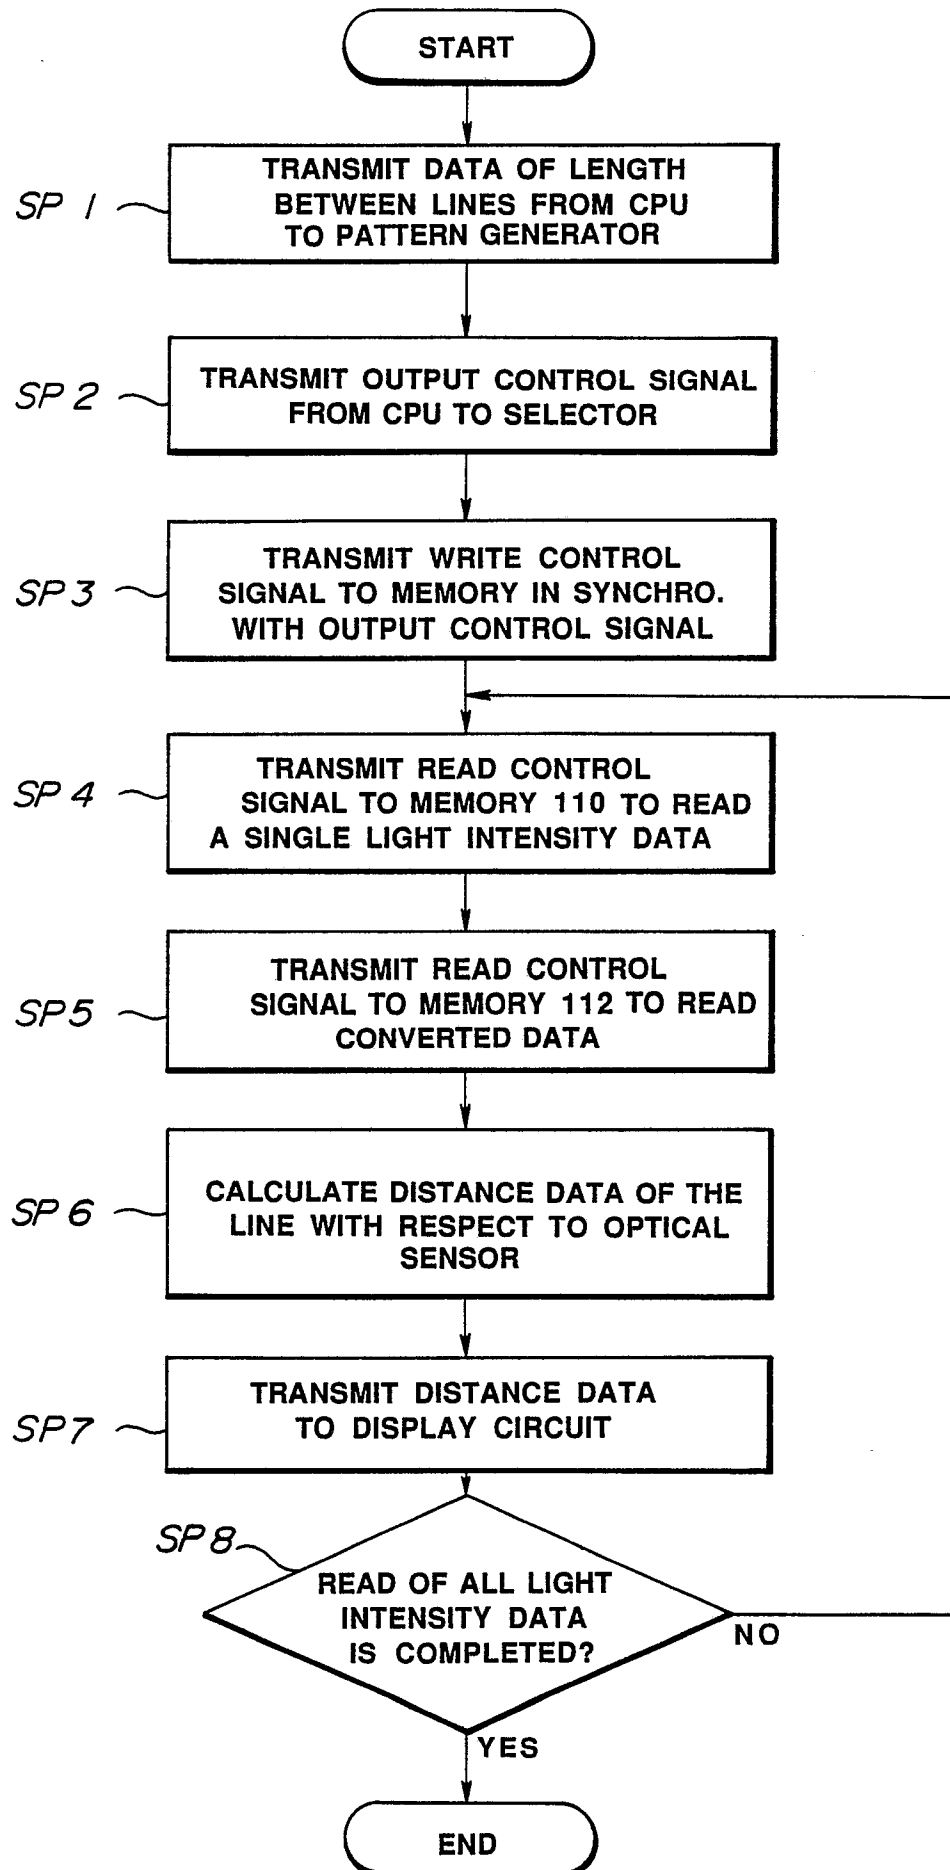 START
SP 1
TRANSMIT DATA OF LENGTH
BETWEEN LINES FROM CPU
TO PATTERN GENERATOR
SP 2
TRANSMIT OUTPUT CONTROL SIGNAL
FROM CPU TO SELECTOR
SP 3
TRANSMIT WRITE CONTROL
SIGNAL TO MEMORY IN SYNCHRO.
WITH OUTPUT CONTROL SIGNAL
SP 4
TRANSMIT READ CONTROL
SIGNAL TO MEMORY 110 TO READ
A SINGLE LIGHT INTENSITY DATA
SP 5
TRANSMIT READ CONTROL
SIGNAL TO MEMORY 112 TO READ
CONVERTED DATA
SP 6
CALCULATE DISTANCE DATA OF THE
LINE WITH RESPECT TO OPTICAL
SENSOR
SP 7
TRANSMIT DISTANCE DATA
TO DISPLAY CIRCUIT
SP 8
READ OF ALL LIGHT
INTENSITY DATA
IS COMPLETED?
NO
YES
END